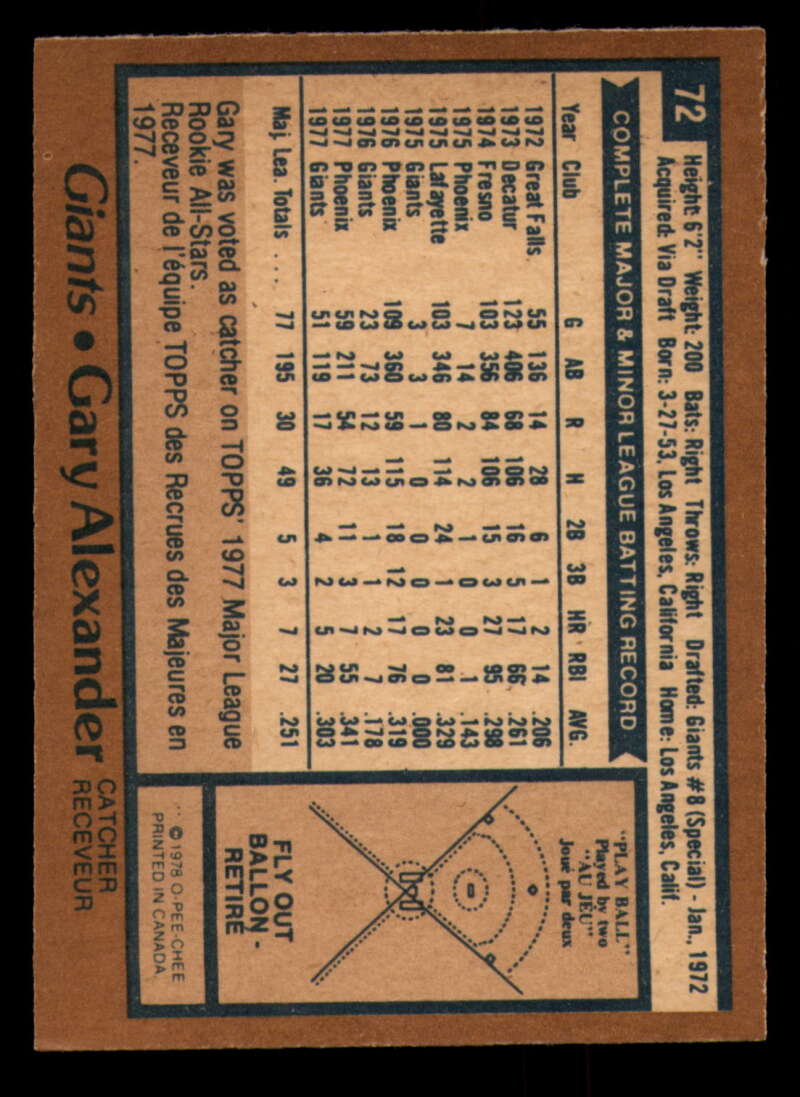 72
Height: 6'2" Weight: 200 Bats: Right Throws: Right Drafted: Giants #8 (Special) - Jan., 1972
Acquired: Via Draft Born: 3-27-53, Los Angeles, California Home: Los Angeles, Calif.
COMPLETE MAJOR & MINOR LEAGUE BATTING RECORD
Year Club G AB R H 2B 3B HR RBI AVG.
1972 Great Falls 55 136 14 28 6 1 2 14 .206
1973 Decatur 123 406 68 106 16 5 17 66 .261
1974 Fresno 103 356 84 106 15 3 27 95 .298
1975 Phoenix 7 14 2 2 1 0 0 1 .143
1975 Lafayette 103 346 80 114 24 1 23 81 .329
1975 Giants 3 3 1 0 0 0 0 0 .000
1976 Phoenix 109 360 59 115 18 12 17 76 .319
1976 Giants 23 73 12 13 1 1 2 7 .178
1977 Phoenix 59 211 54 72 11 3 7 55 .341
1977 Giants 51 119 17 36 4 2 5 20 .303
Maj. Lea. Totals ... 77 195 30 49 5 3 7 27 .251
Gary was voted as catcher on TOPPS' 1977 Major League
Rookie All-Stars.
Receveur de l'équipe TOPPS des Recrues des Majeures en
1977.
"PLAY BALL"
Played by two
"AU JEU"
Joué par deux
FLY OUT
BALLON -
RETIRÉ
© 1978 O-PEE-CHEE
PRINTED IN CANADA
Giants • Gary Alexander CATCHER
RECEVEUR